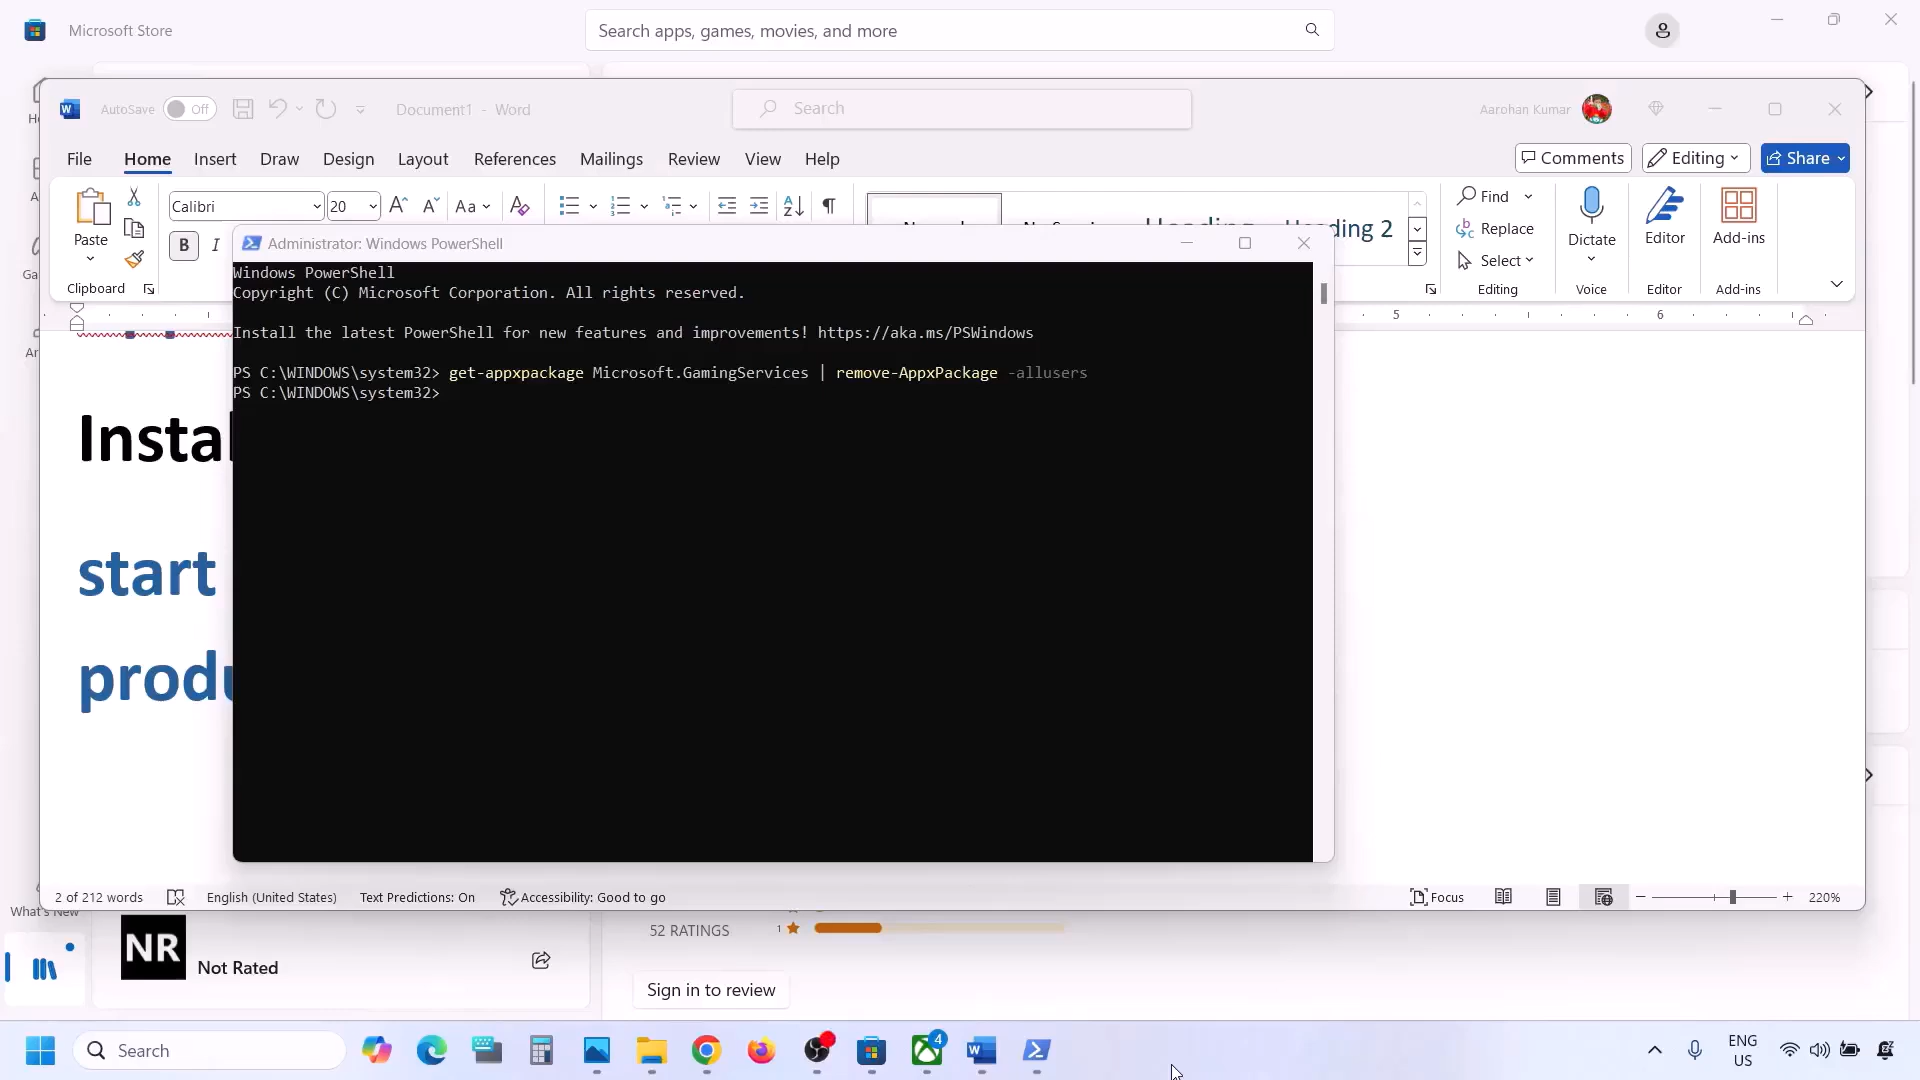 Microsoft Store
Search apps, games, movies, and more
AutoSave
Off
Document1 - Word
Search
Aarohan Kumar
File
Home
Insert
Draw
Design
Layout
References
Mailings
Review
View
Help
Comments
Editing
Share
Paste
Clipboard
Calibri
20
Aa
B
I
Heading 2
Find
Replace
Select
Editing
Dictate
Voice
Editor
Editor
Add-ins
Add-ins
5
6
Administrator: Windows PowerShell
Windows PowerShell
Copyright (C) Microsoft Corporation. All rights reserved.
Install the latest PowerShell for new features and improvements! https://aka.ms/PSWindows
PS C:\WINDOWS\system32> get-appxpackage Microsoft.GamingServices | remove-AppxPackage -allusers
PS C:\WINDOWS\system32>
Instal
start
produ
2 of 212 words
English (United States)
Text Predictions: On
Accessibility: Good to go
Focus
220%
What's New
NR
Not Rated
52 RATINGS
1
Sign in to review
Search
4
ENG
US